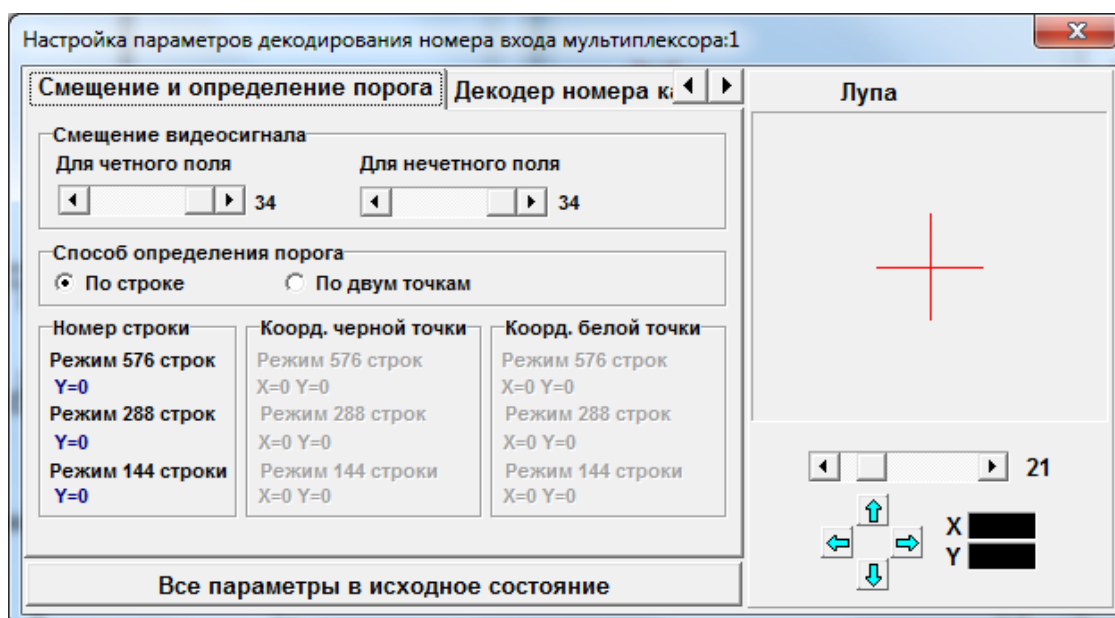 Настройка параметров декодирования номера входа мультиплексора:1
Смещение и определение порога
Декодер номера ка
Лупа
Смещение видеосигнала
Для четного поля
Для нечетного поля
34
34
Способ определения порога
По строке
По двум точкам
Номер строки
Режим 576 строк
Y=0
Режим 288 строк
Y=0
Режим 144 строки
Y=0
Коорд. черной точки
Режим 576 строк
X=0 Y=0
Режим 288 строк
X=0 Y=0
Режим 144 строки
X=0 Y=0
Коорд. белой точки
Режим 576 строк
X=0 Y=0
Режим 288 строк
X=0 Y=0
Режим 144 строки
X=0 Y=0
21
X
Y
Все параметры в исходное состояние